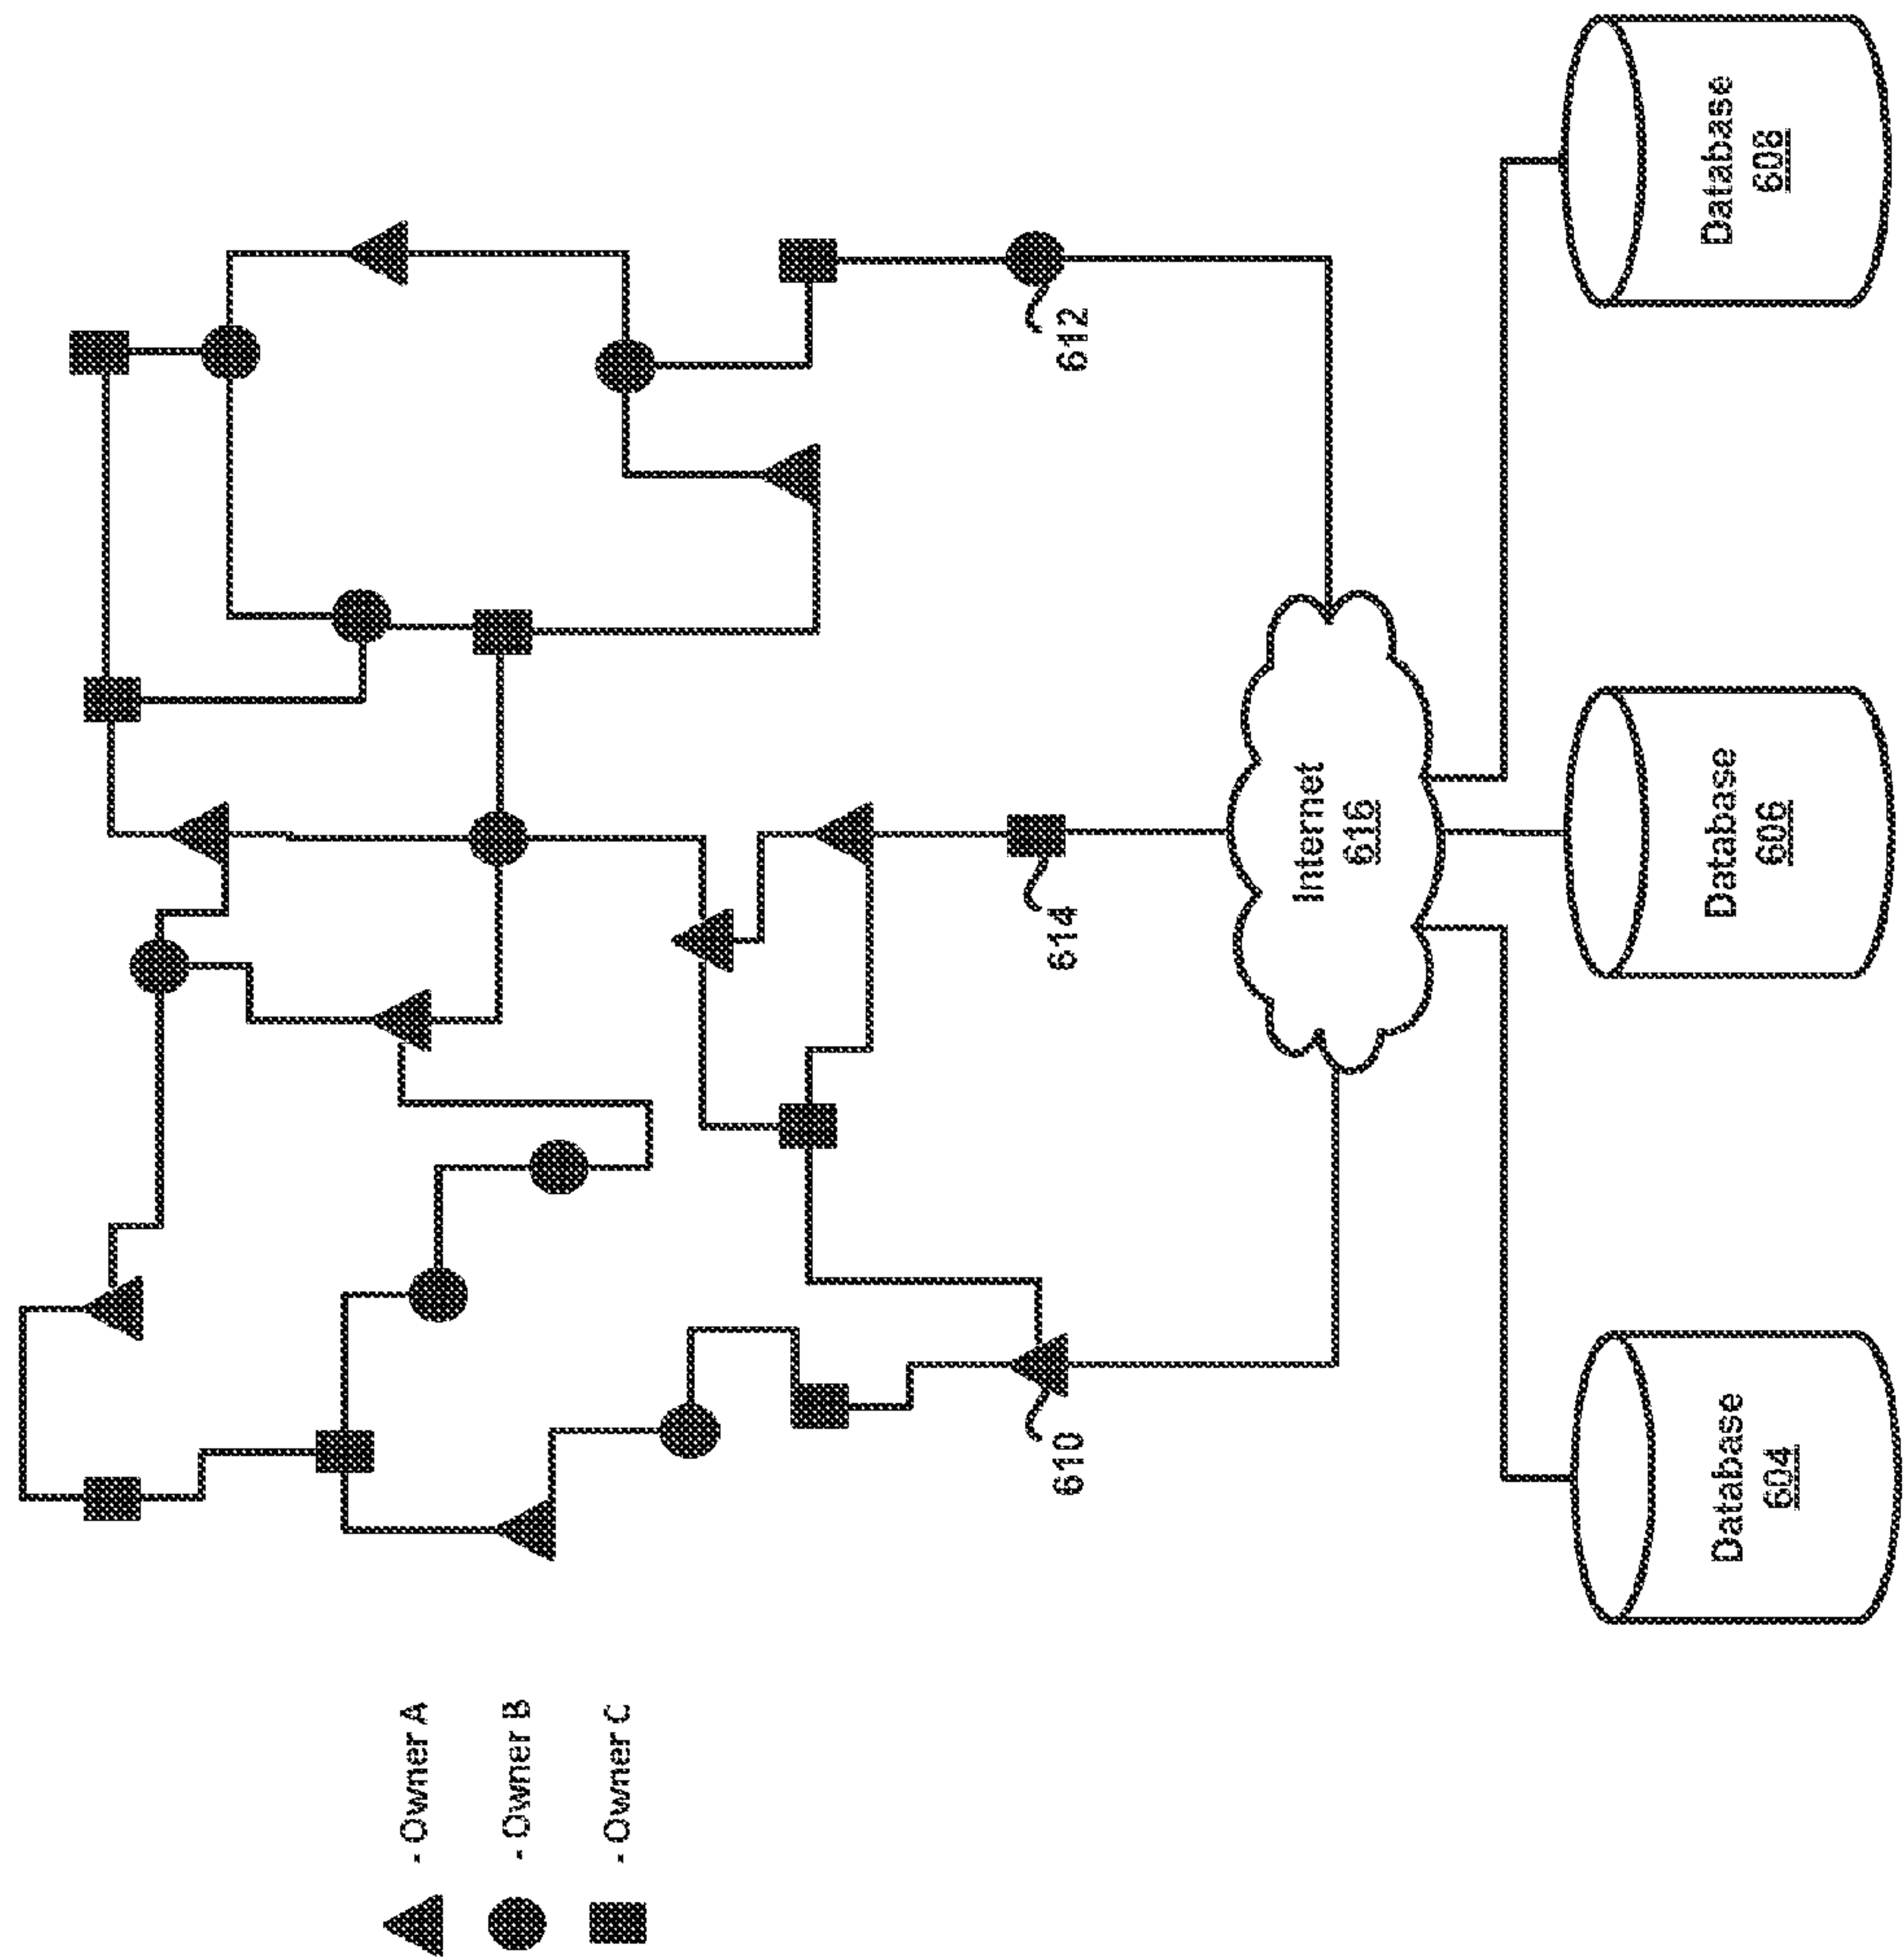 - Owner A
- Owner B
- Owner C
610
614
612
Internet
616
Database
604
Database
606
Database
608